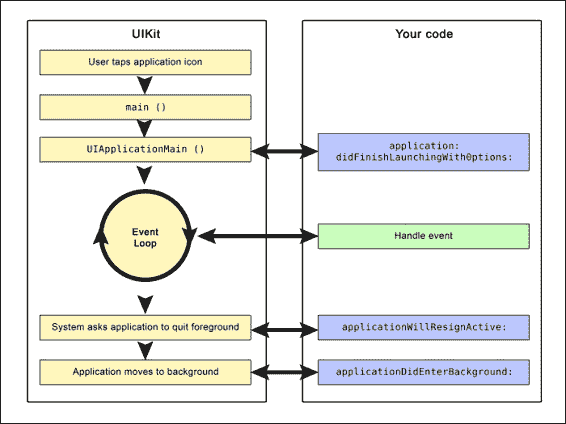 UIKit
User taps application icon
main ()
UIApplicationMain ()
Event
Loop
System asks application to quit foreground
Application moves to background
Your code
application:
didFinishLaunchingWithOptions:
Handle event
applicationWillResignActive:
applicationDidEnterBackground: